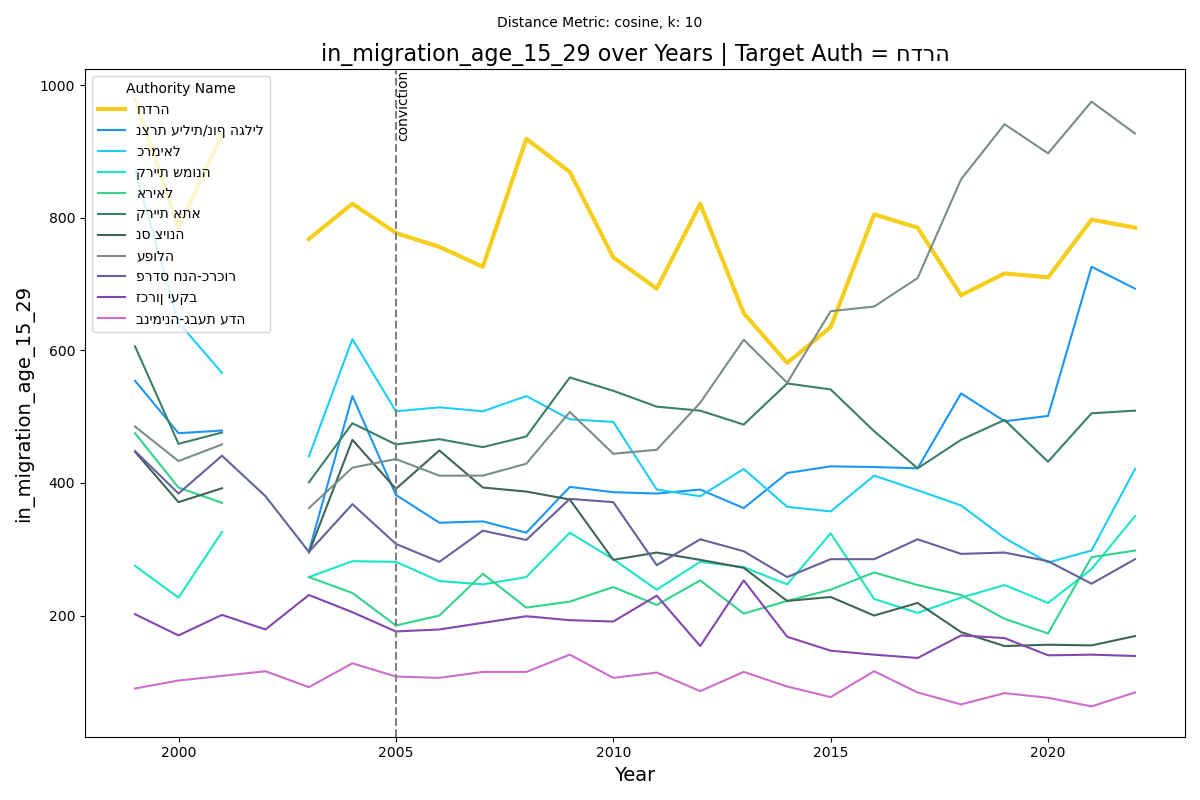 Distance Metric: cosine, k: 10
in_migration_age_15_29 over Years | Target Auth = חדרה
Authority Name
חדרה
נצרת עילית/נוף הגליל
כרמיאל
קריית שמונה
אריאל
קריית אתא
נס ציונה
עפולה
פרדס חנה-כרכור
זכרון יעקב
בנימינה-גבעת עדה
conviction
1000
800
600
400
200
in_migration_age_15_29
2000
2005
2010
2015
2020
Year